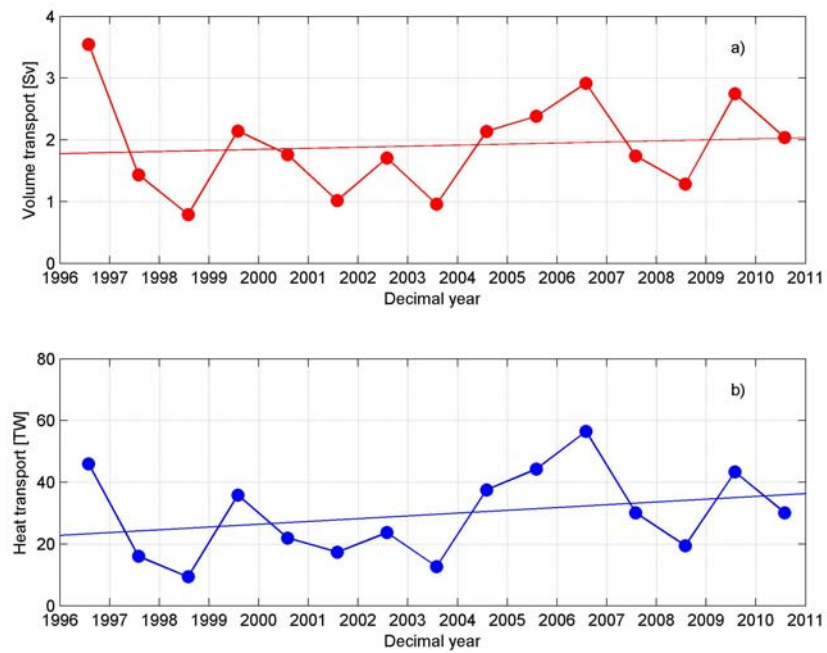 4
3
2
1
0
Volume transport [Sv]
a)
1996 1997 1998 1999 2000 2001 2002 2003 2004 2005 2006 2007 2008 2009 2010 2011
Decimal year
80
60
40
20
0
Heat transport [TW]
b)
1996 1997 1998 1999 2000 2001 2002 2003 2004 2005 2006 2007 2008 2009 2010 2011
Decimal year